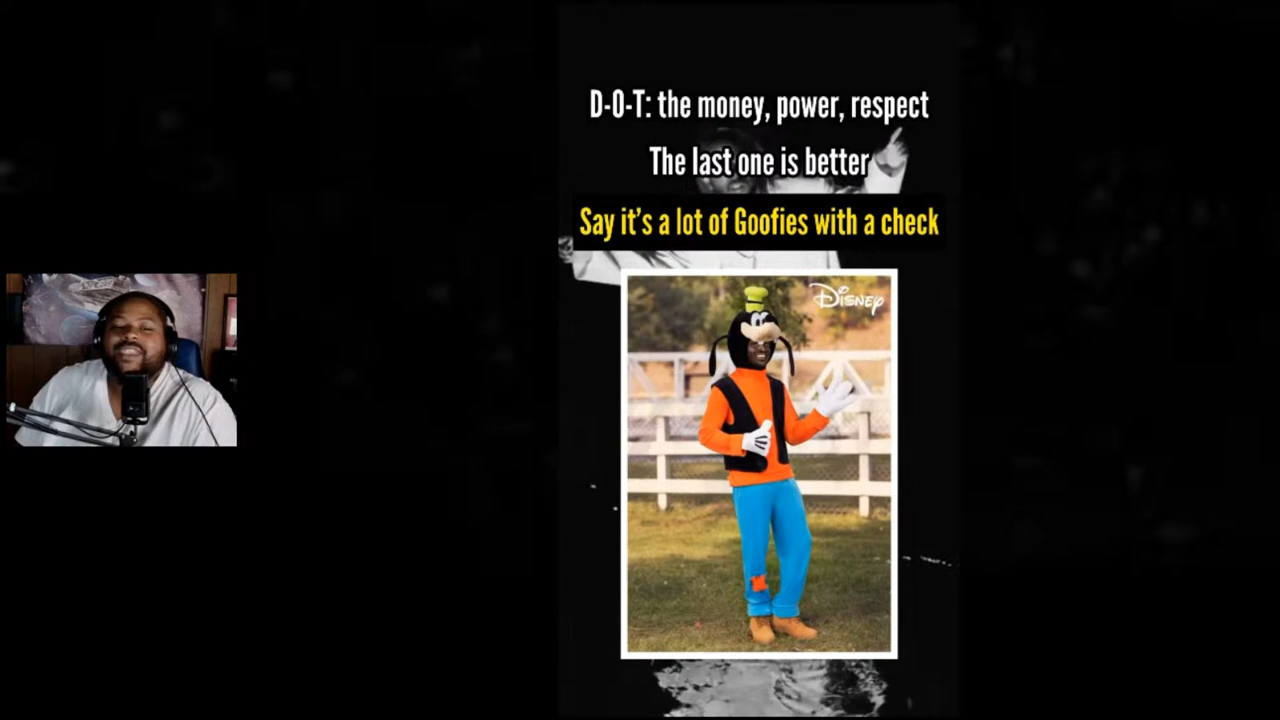 D-O-T: the money, power, respect
The last one is better
Say it's a lot of Goofies with a check
Disney